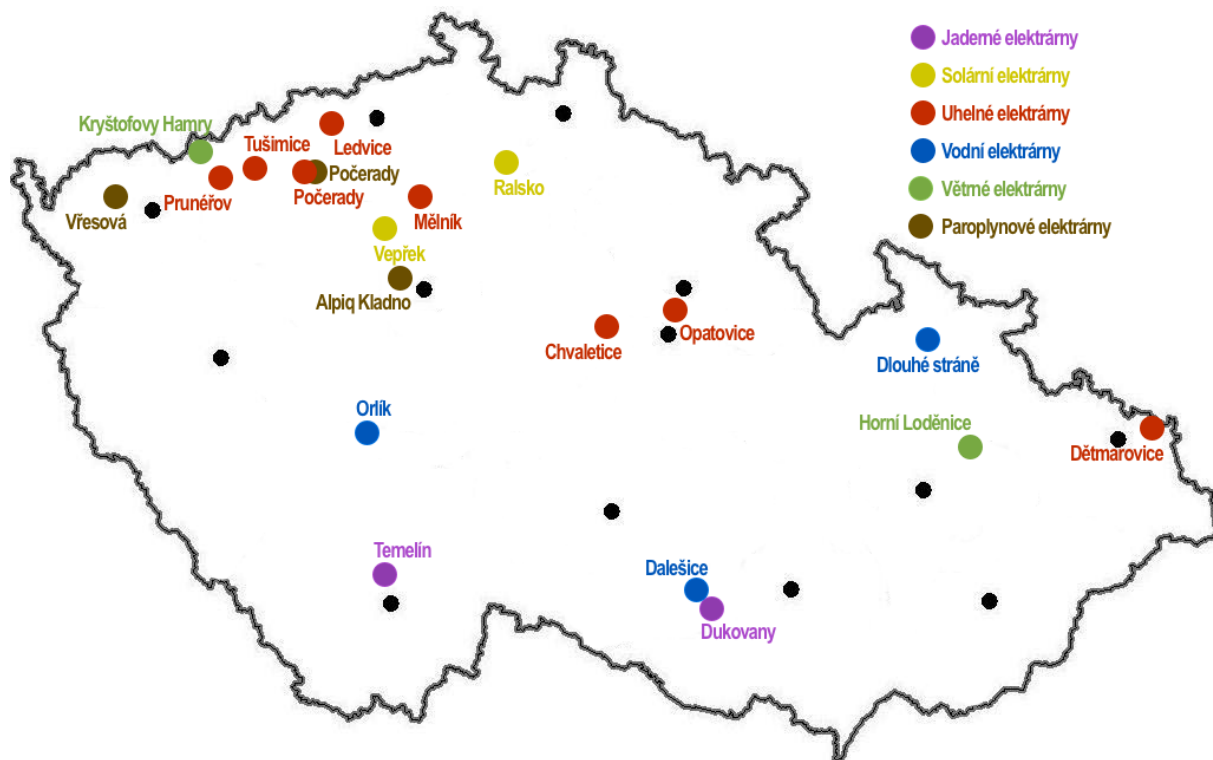 Jaderné elektrárny
Solární elektrárny
Uhelné elektrárny
Vodní elektrárny
Větrné elektrárny
Paroplynové elektrárny
Kryštofovy Hamry
Tušimice
Ledvice
Prunéřov
Počerady
Počerady
Vřesová
Mělník
Ralsko
Vepřek
Alpiq Kladno
Chvaletice
Opatovice
Dlouhé stráně
Orlík
Horní Loděnice
Dětmarovice
Temelín
Dalešice
Dukovany